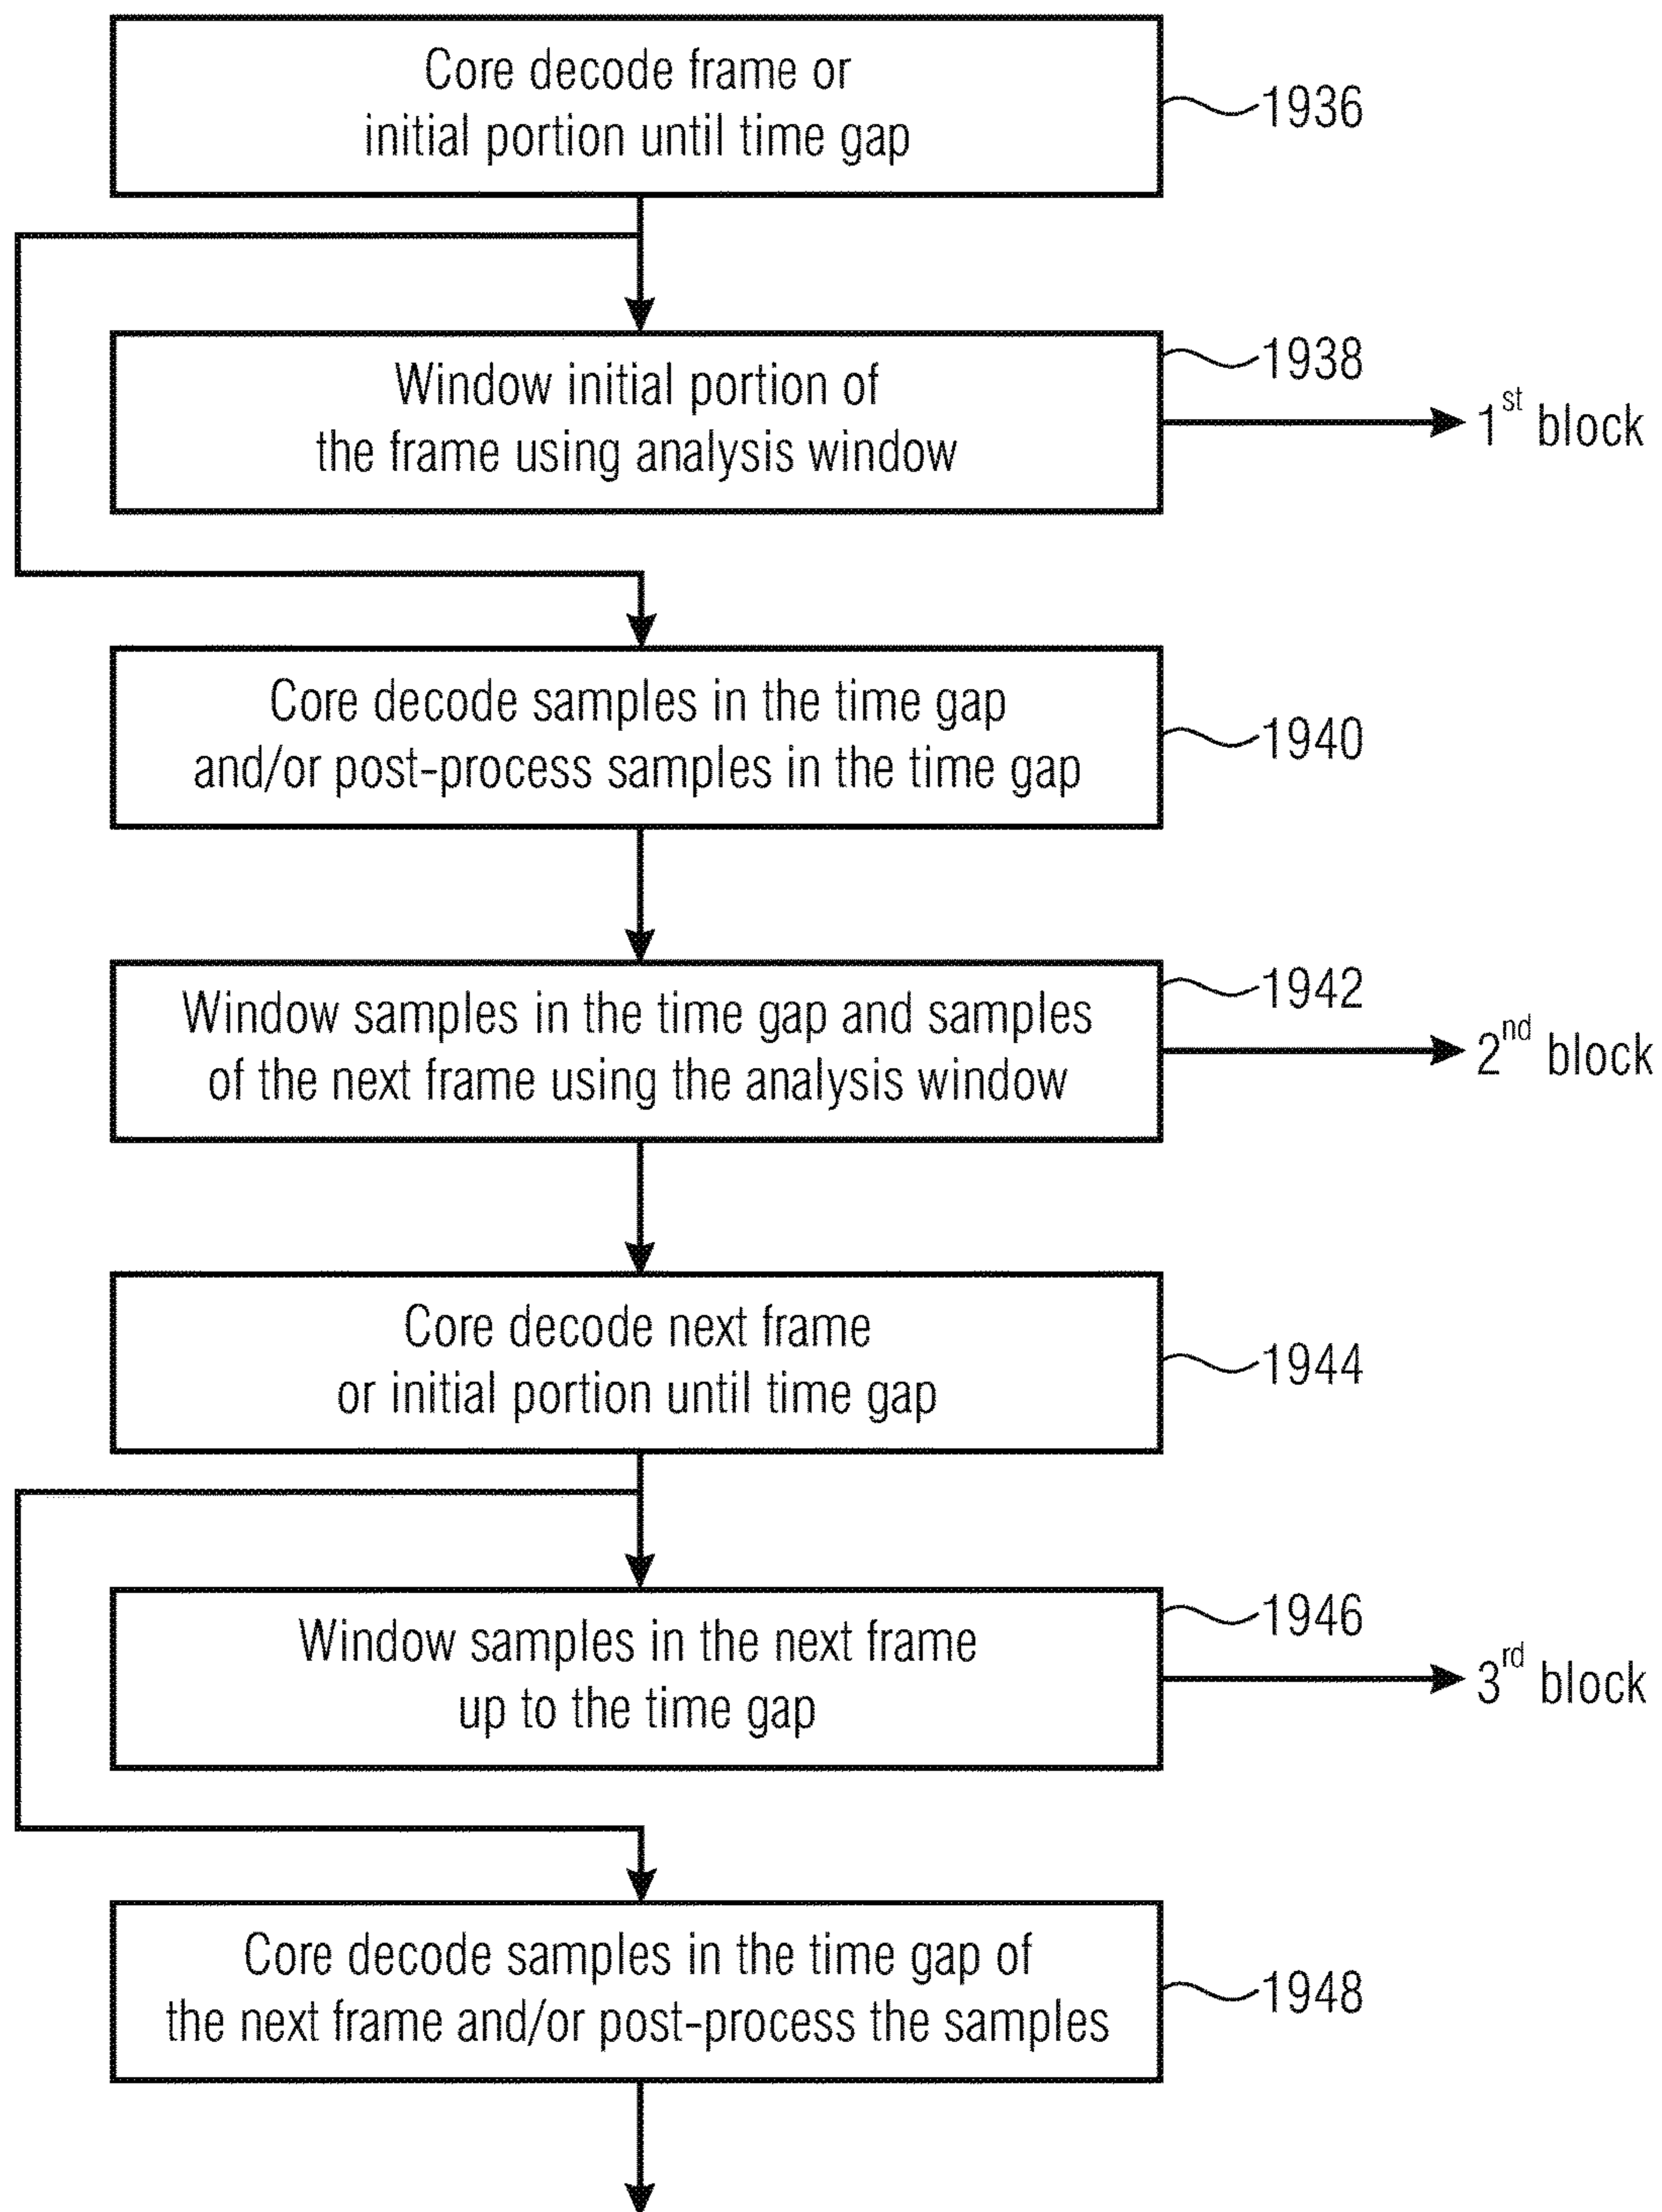 Core decode frame or
initial portion until time gap
1936
Window initial portion of
the frame using analysis window
1938
1st block
Core decode samples in the time gap
and/or post-process samples in the time gap
1940
Window samples in the time gap and samples
of the next frame using the analysis window
1942
2nd block
Core decode next frame
or initial portion until time gap
1944
Window samples in the next frame
up to the time gap
1946
3rd block
Core decode samples in the time gap of
the next frame and/or post-process the samples
1948